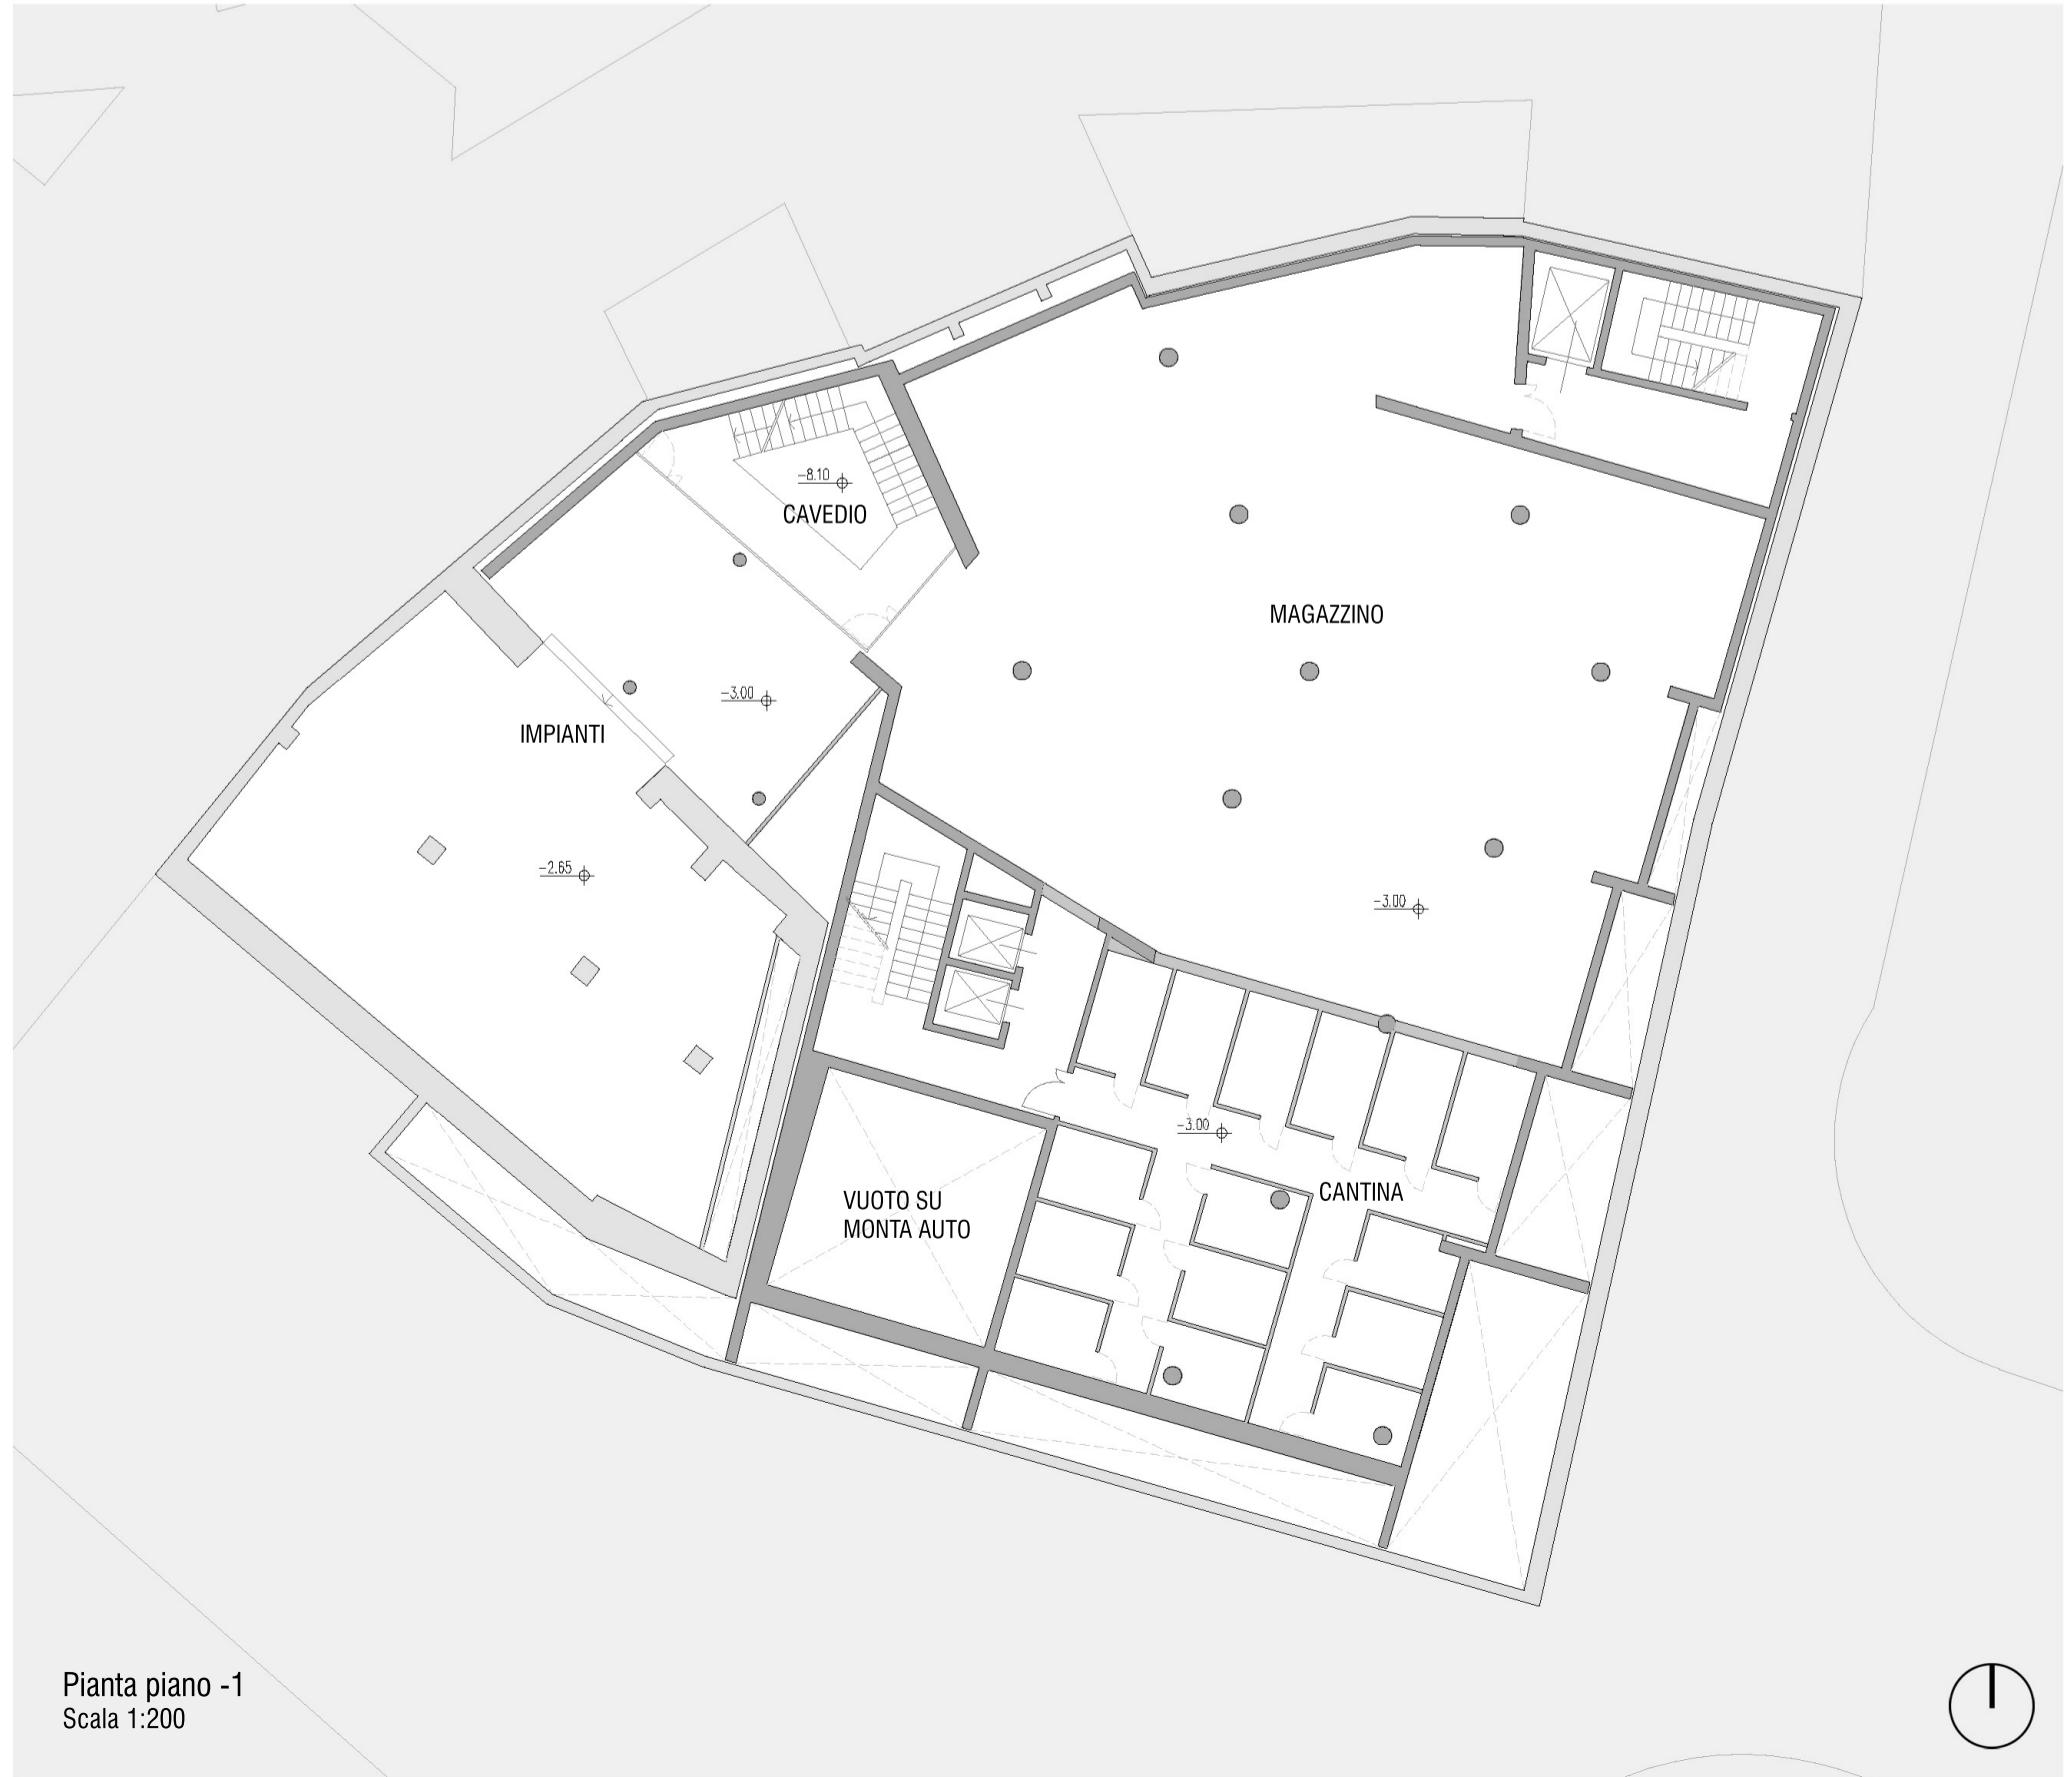 -8.10
CAVEDIO
MAGAZZINO
-3.00
IMPIANTI
-2.65
-3.00
-3.00
CANTINA
VUOTO SU
MONTA AUTO
Pianta piano -1
Scala 1:200